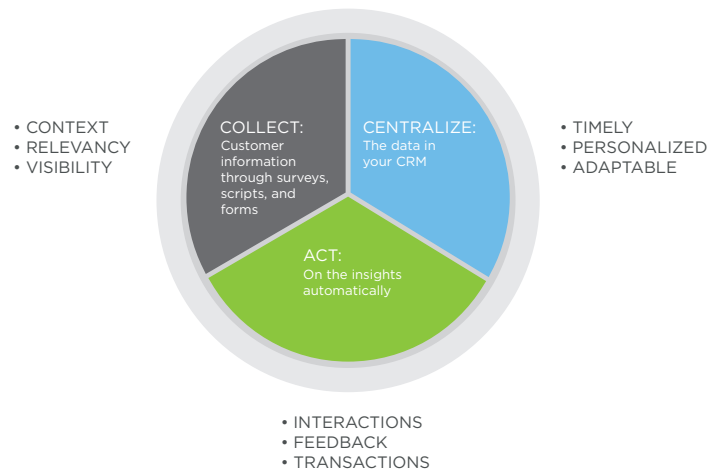 • CONTEXT
• RELEVANCY
• VISIBILITY
COLLECT:
Customer
information
through surveys,
scripts, and
forms
CENTRALIZE:
The data in
your CRM
• TIMELY
• PERSONALIZED
• ADAPTABLE
ACT:
On the insights
automatically
• INTERACTIONS
• FEEDBACK
• TRANSACTIONS